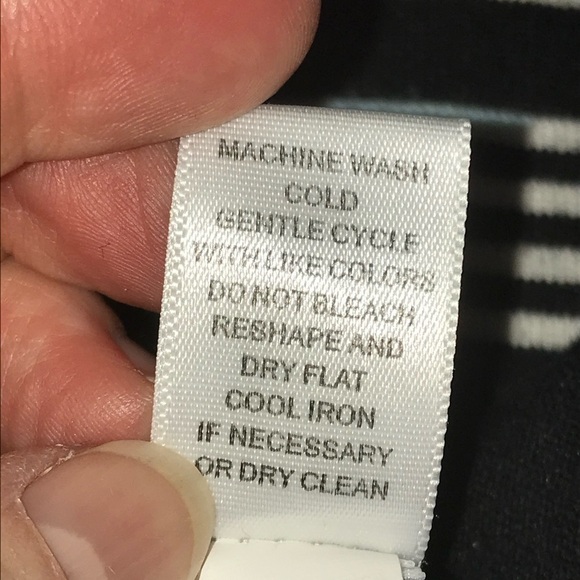 MACHINE WASH
COLD
GENTLE CYCLE
WITH LIKE COLORS
DO NOT BLEACH
RESHAPE AND
DRY FLAT
COOL IRON
IF NECESSARY
OR DRY CLEAN